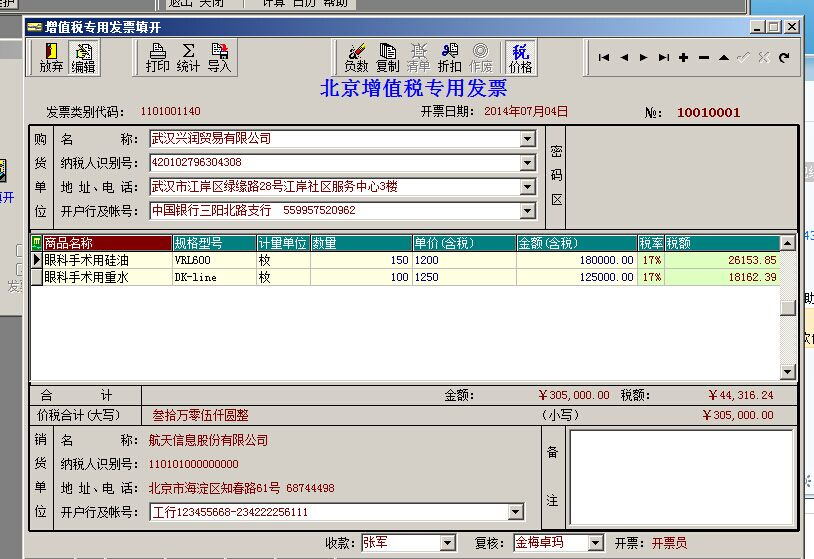 退出 关闭 计算 日历 帮助
增值税专用发票填开
放弃 编辑 打印 统计 导入 负数 复制 清单 折扣 作废 价格
北京增值税专用发票
发票类别代码： 1101001140 开票日期： 2014年07月04日 №： 10010001
购货单位
名 称： 武汉兴润贸易有限公司
纳税人识别号： 420102796304308
地 址 、电 话： 武汉市江岸区绿缘路28号江岸社区服务中心3楼
开户行及帐号： 中国银行三阳北路支行 559957520962
密码区
商品名称 规格型号 计量单位 数量 单价(含税) 金额(含税) 税率 税额
眼科手术用硅油 VRL600 枚 150 1200 180000.00 17% 26153.85
眼科手术用重水 DK-line 枚 100 1250 125000.00 17% 18162.39
合 计 金额： ￥305,000.00 税额： ￥44,316.24
价税合计(大写) 叁拾万零伍仟圆整 (小写) ￥305,000.00
销货单位
名 称： 航天信息股份有限公司
纳税人识别号： 110101000000000
地 址 、电 话： 北京市海淀区知春路61号 68744498
开户行及帐号： 工行123455668-234222256111
备注
收款： 张军 复核： 金梅卓玛 开票： 开票员